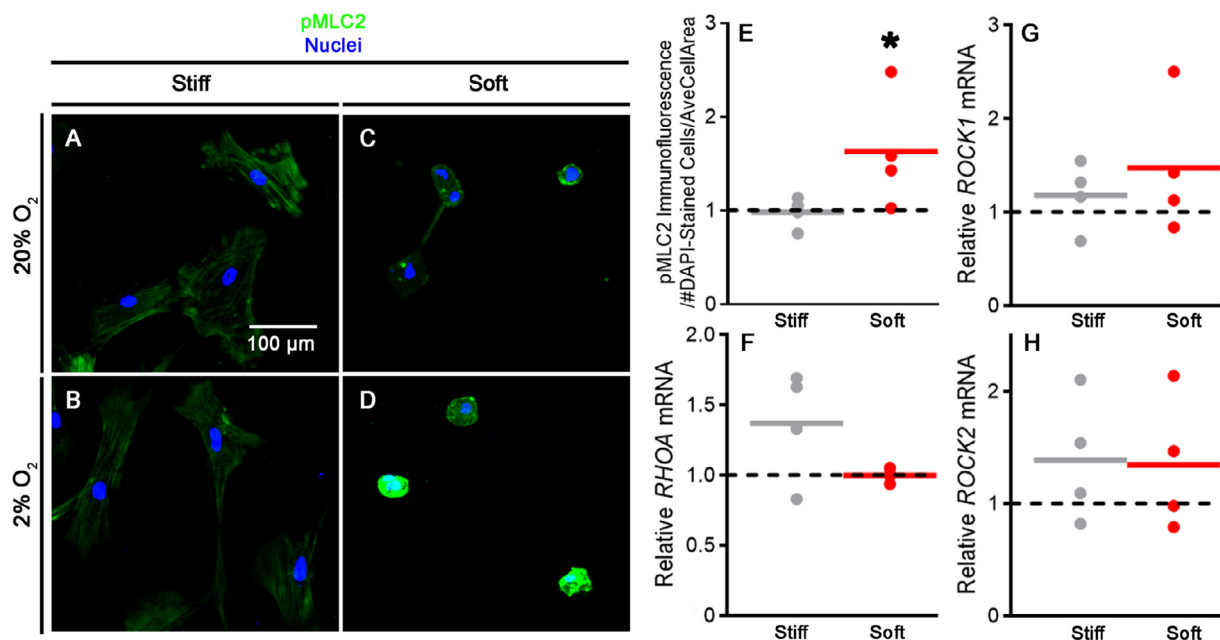 pMLC2
Nuclei
Stiff
Soft
20% O2
2% O2
A
C
100 µm
B
D
E
pMLC2 Immunofluorescence
/#DAPI-Stained Cells/AveCellArea
3
2
1
0
*
Stiff
Soft
G
Relative ROCK1 mRNA
3
2
1
0
Stiff
Soft
F
Relative RHOA mRNA
2.0
1.5
1.0
0.5
0
Stiff
Soft
H
Relative ROCK2 mRNA
2
1
0
Stiff
Soft